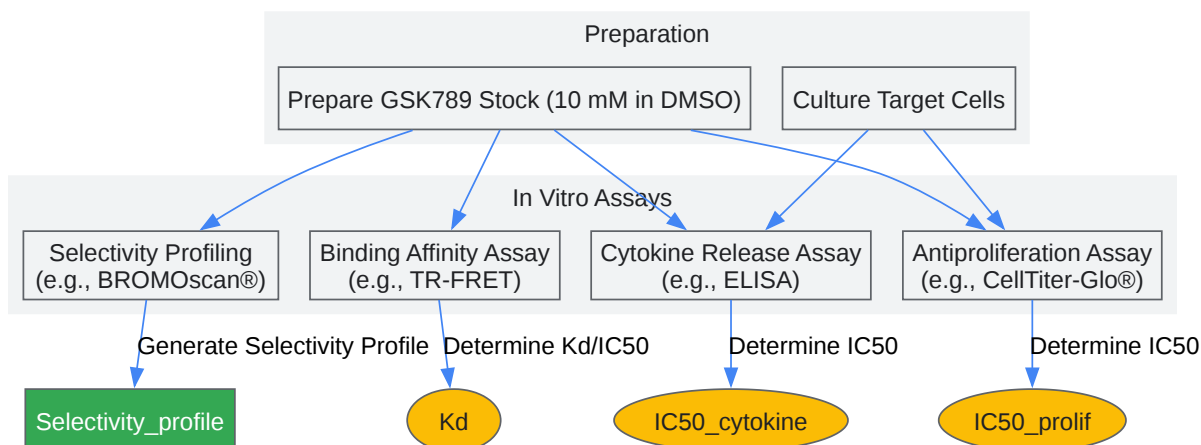 Preparation
Prepare GSK789 Stock (10 mM in DMSO)
Culture Target Cells
In Vitro Assays
Selectivity Profiling
(e.g., BROMOscan®)
Binding Affinity Assay
(e.g., TR-FRET)
Cytokine Release Assay
(e.g., ELISA)
Antiproliferation Assay
(e.g., CellTiter-Glo®)
Generate Selectivity Profile
Determine Kd/IC50
Determine IC50
Determine IC50
Selectivity_profile
Kd
IC50_cytokine
IC50_prolif